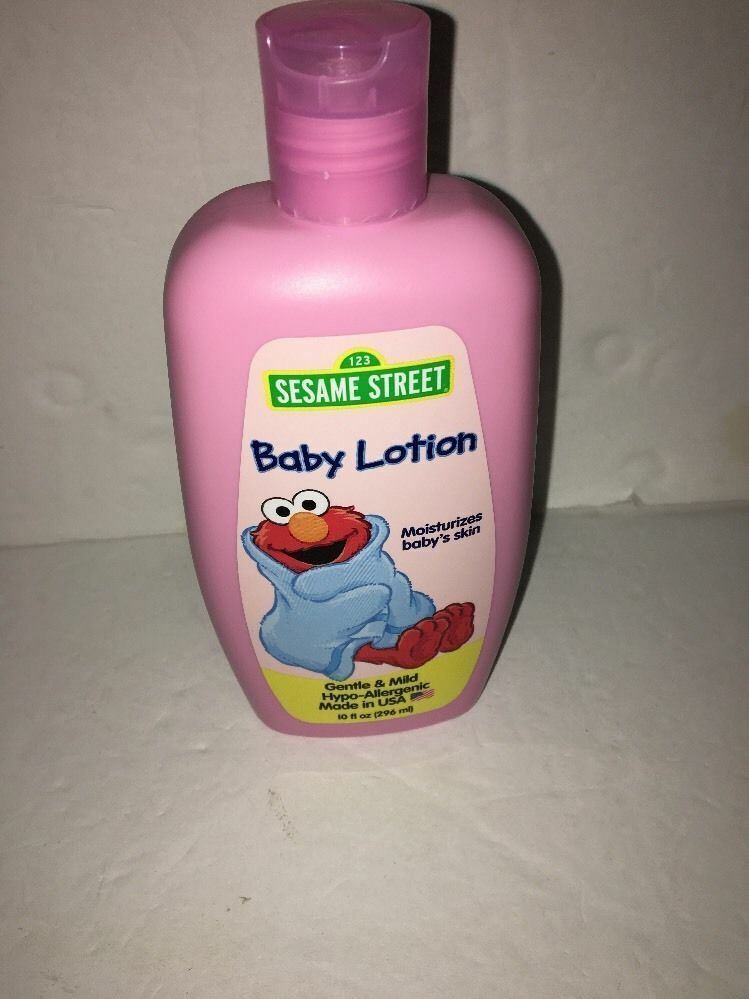 123
SESAME STREET
Baby Lotion
Moisturizes
baby's skin
Gentle & Mild
Hypo-Allergenic
Made in USA
10 fl oz (296 ml)